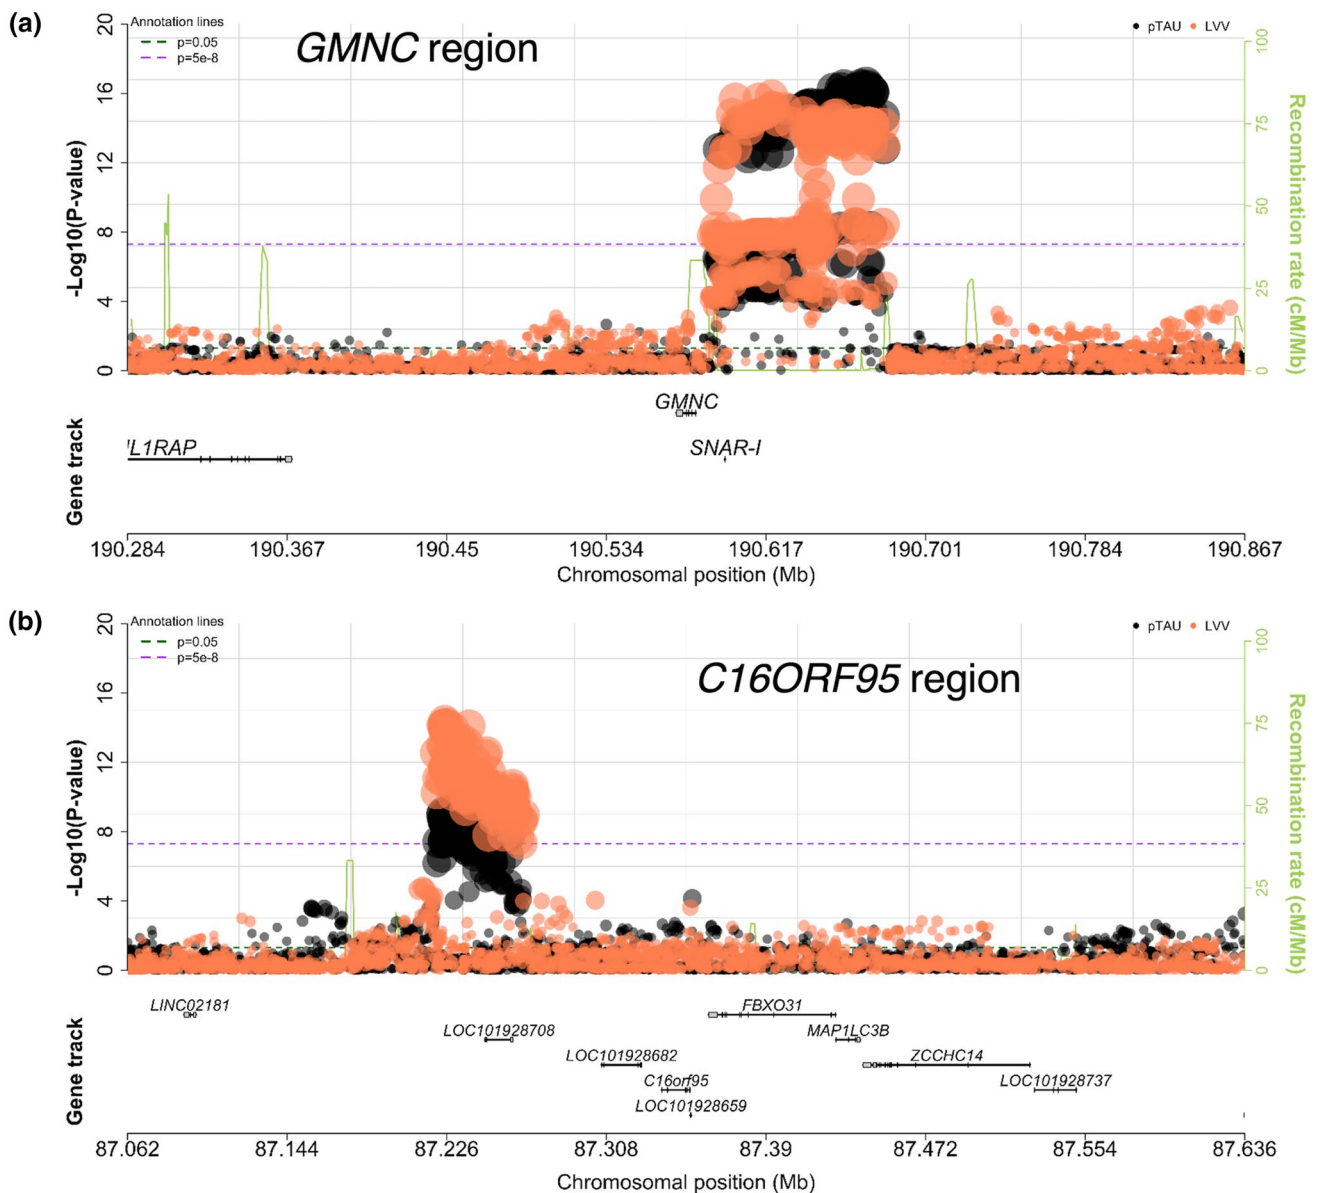 (a)
Annotation lines
p=0.05
p=5e-8
GMNC region
pTAU LVV
20
16
12
8
4
0
-Log10(P-value)
100
75
50
25
0
Recombination rate (cM/Mb)
Gene track
GMNC
IL1RAP
SNAR-I
190.284 190.367 190.45 190.534 190.617 190.701 190.784 190.867
Chromosomal position (Mb)
(b)
Annotation lines
p=0.05
p=5e-8
C16ORF95 region
pTAU LVV
20
16
12
8
4
0
-Log10(P-value)
100
75
50
25
0
Recombination rate (cM/Mb)
Gene track
LINC02181 FBXO31
LOC101928708 MAP1LC3B
LOC101928682 ZCCHC14
C16orf95 LOC101928737
LOC101928659
87.062 87.144 87.226 87.308 87.39 87.472 87.554 87.636
Chromosomal position (Mb)